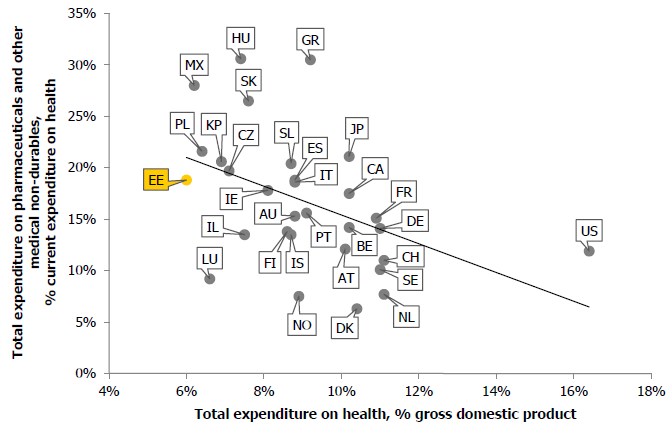 Total expenditure on pharmaceuticals and other
medical non-durables,
% current expenditure on health
35%
30%
25%
20%
15%
10%
5%
0%
HU
GR
MX
SK
PL
KP
CZ
SL
ES
JP
EE
IT
CA
IE
FR
AU
DE
IL
PT
BE
US
LU
FI
IS
AT
CH
SE
NO
DK
NL
4%
6%
8%
10%
12%
14%
16%
18%
Total expenditure on health, % gross domestic product